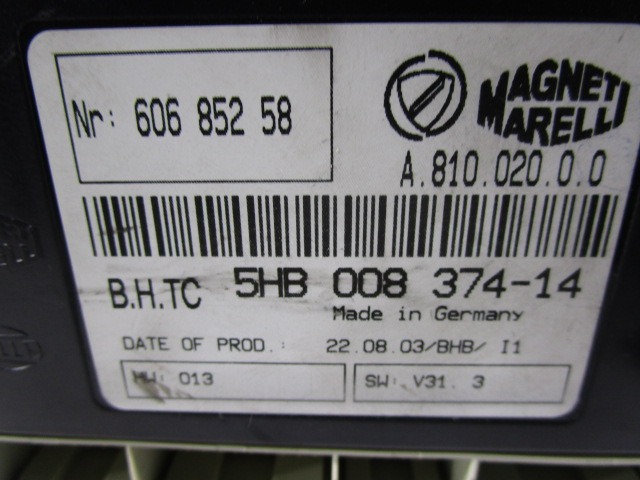 Nr: 606 852 58
MAGNETI
MARELLI
A.810.020.0.0
B.H.TC 5HB 008 374-14
Made in Germany
DATE OF PROD.: 22.08.03/BHB/ I1
HW: 013
SW: V31. 3